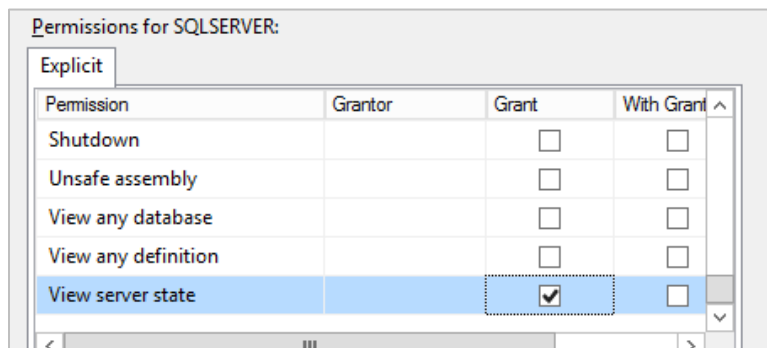 Permissions for SQLSERVER:
Explicit
Permission Grantor Grant With Grant
Shutdown
Unsafe assembly
View any database
View any definition
View server state